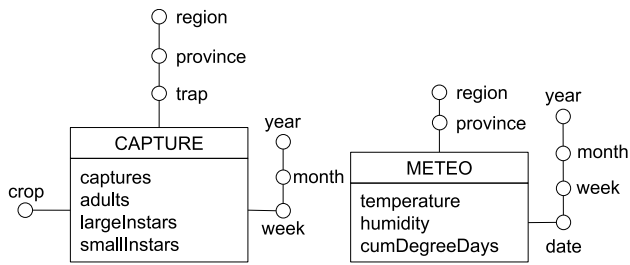 region
province
trap
CAPTURE
captures
adults
largeInstars
smallInstars
crop
year
month
week
region
province
METEO
temperature
humidity
cumDegreeDays
year
month
week
date